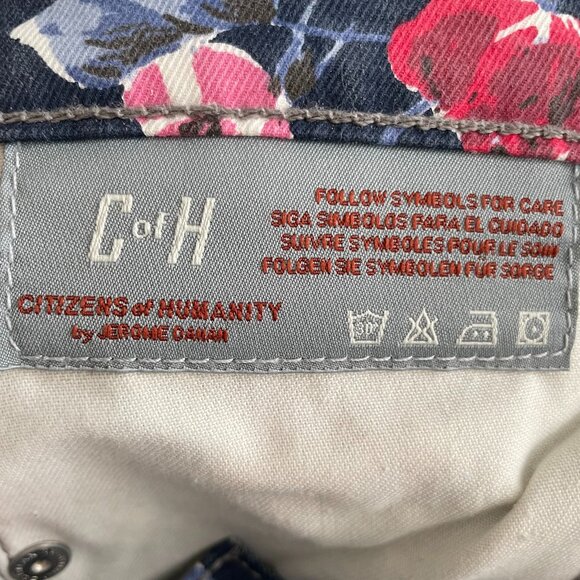 C of H
CITIZENS of HUMANITY
by JEROME DAHAN
FOLLOW SYMBOLS FOR CARE
SIGA SIMBOLOS PARA EL CUIDADO
SUIVRE SYMBOLES POUR LE SOIN
FOLGEN SIE SYMBOLEN FUR SORGE
30°